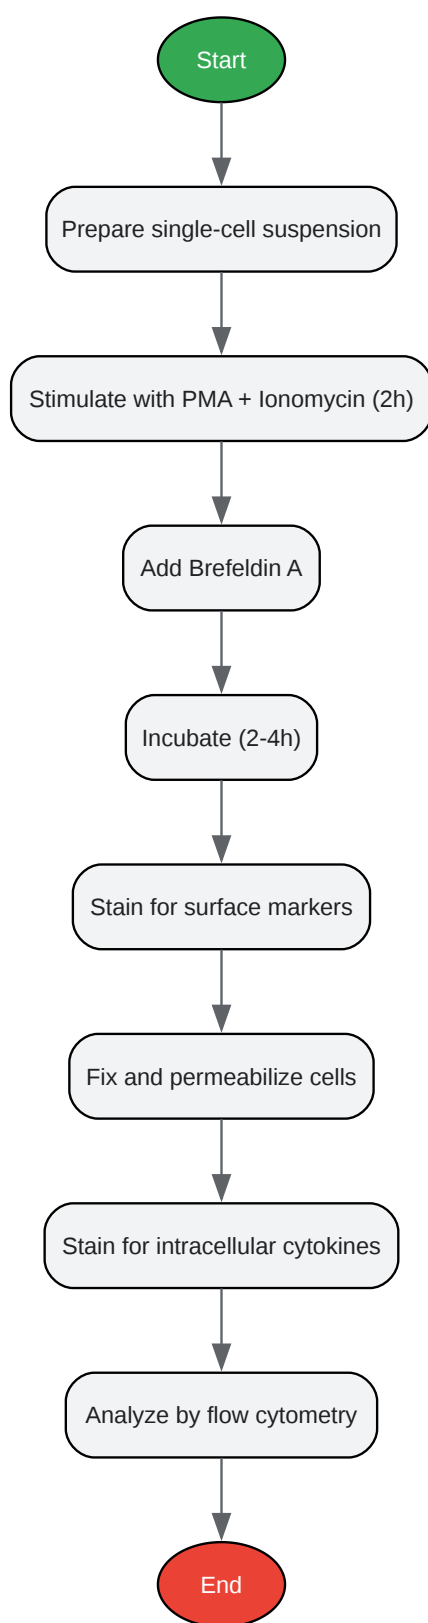 Start
Prepare single-cell suspension
Stimulate with PMA + Ionomycin (2h)
Add Brefeldin A
Incubate (2-4h)
Stain for surface markers
Fix and permeabilize cells
Stain for intracellular cytokines
Analyze by flow cytometry
End